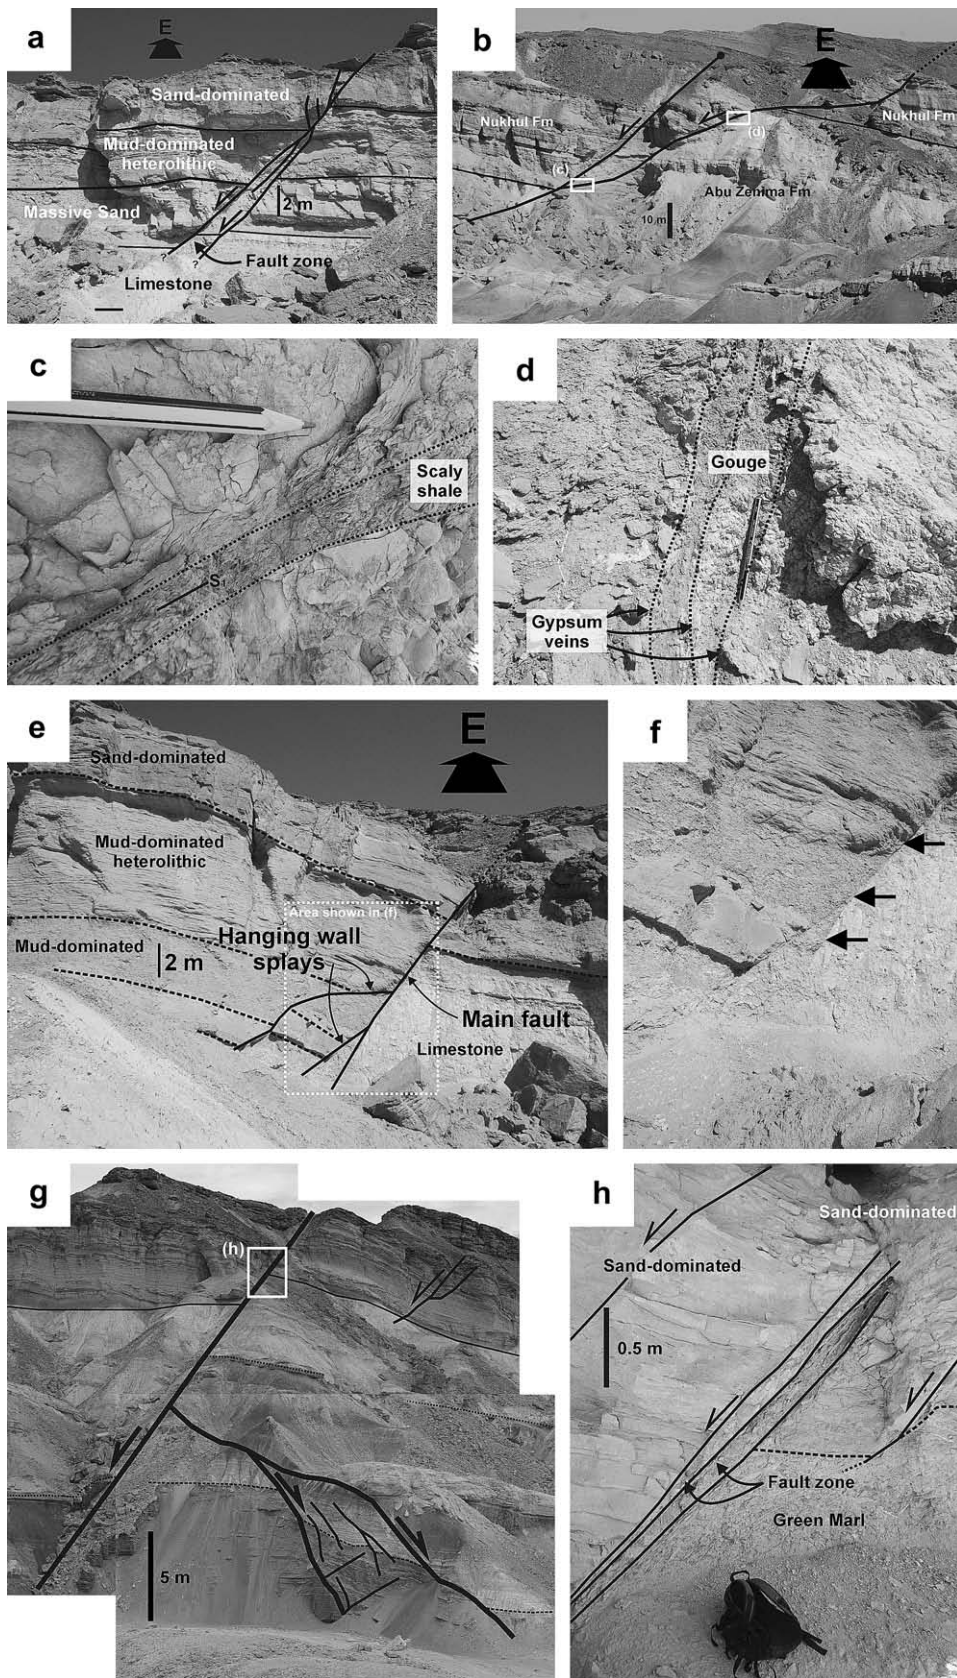 a
E
Sand-dominated
Mud-dominated
heterolithic
2 m
Massive Sand
Fault zone
?
?
Limestone
b
E
Nukhul Fm
(d)
Nukhul Fm
(c)
Abu Zenima Fm
10 m
c
Scaly
shale
S₁
d
Gouge
Gypsum
veins
e
E
Sand-dominated
Mud-dominated
heterolithic
Area shown in (f)
Mud-dominated
2 m
Hanging wall
splays
Main fault
Limestone
f
g
(h)
5 m
h
Sand-dominated
Sand-dominated
0.5 m
Fault zone
Green Marl